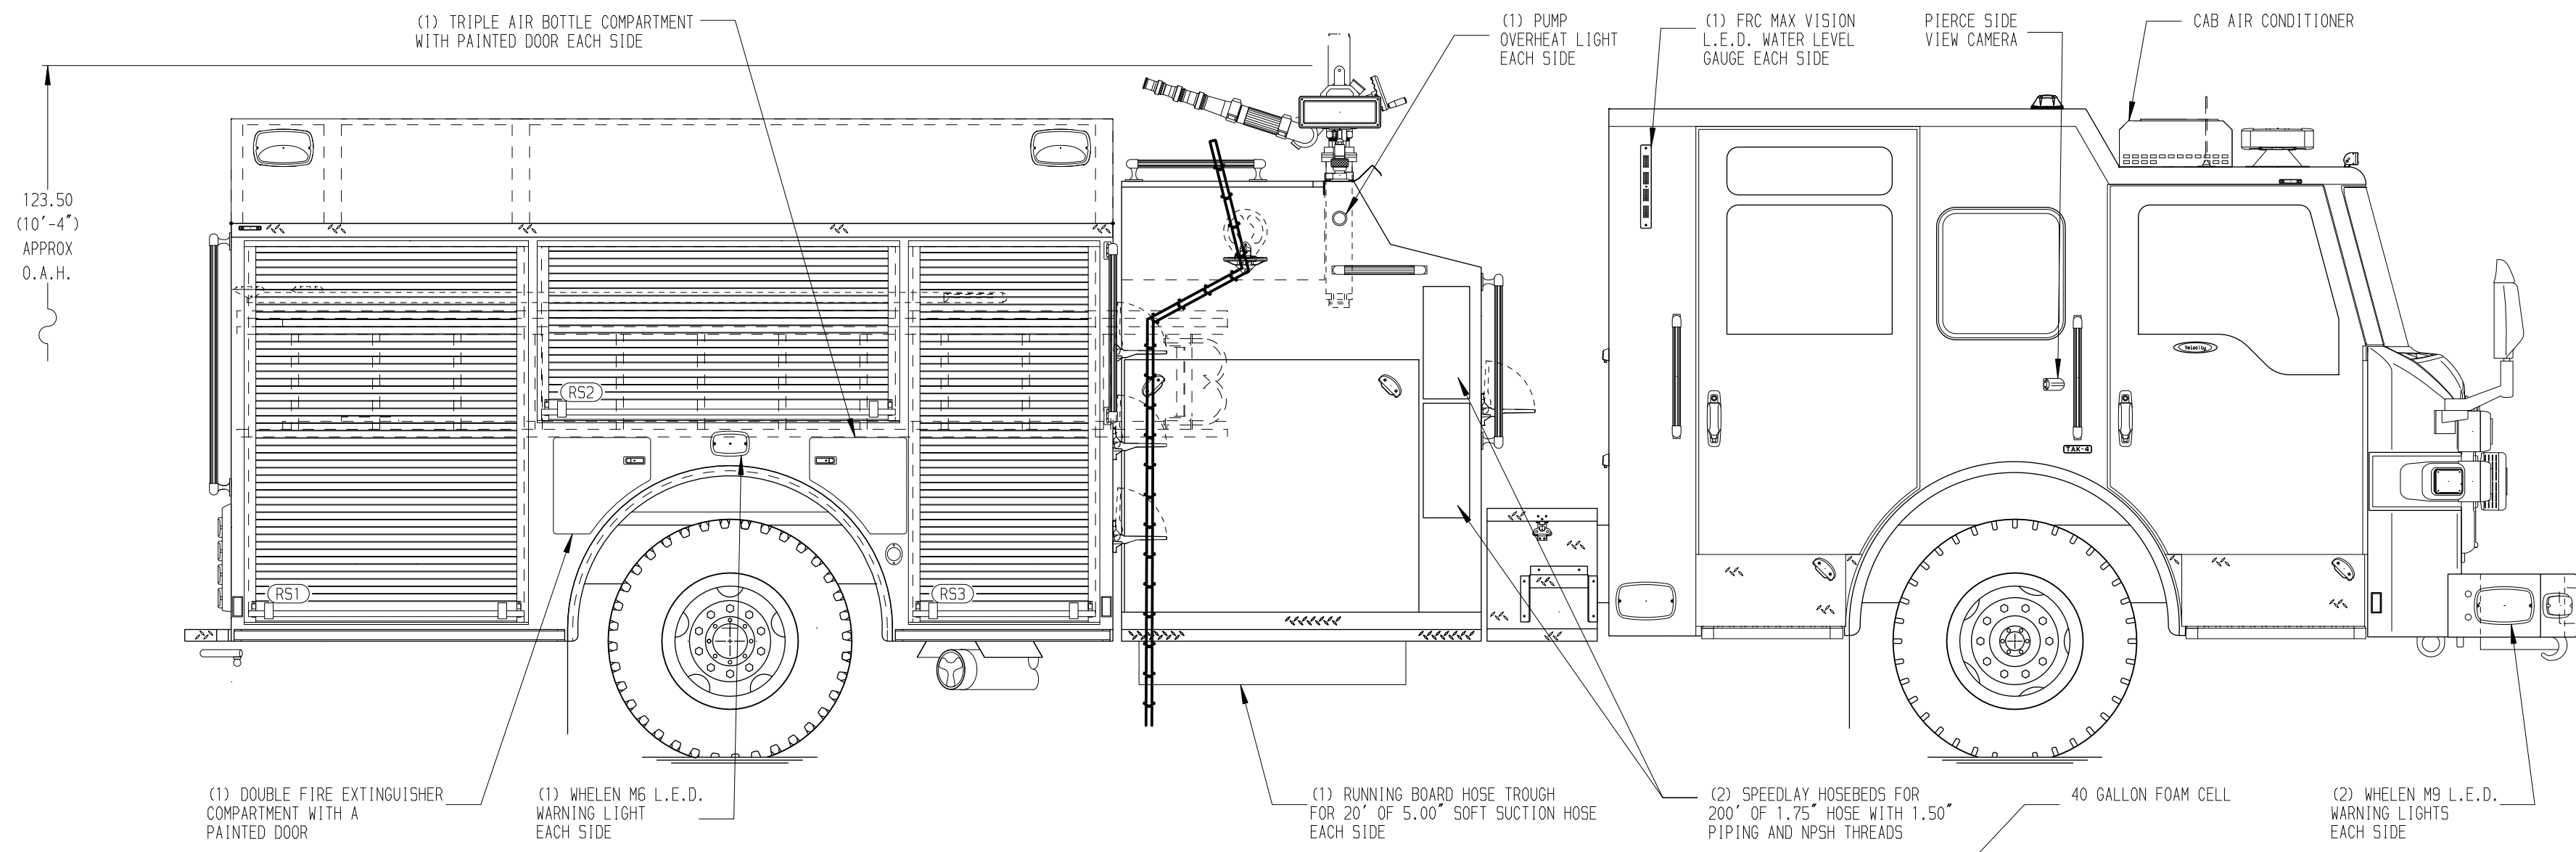 (1) TRIPLE AIR BOTTLE COMPARTMENT
WITH PAINTED DOOR EACH SIDE
(1) PUMP
OVERHEAT LIGHT
EACH SIDE
(1) FRC MAX VISION
L.E.D. WATER LEVEL
GAUGE EACH SIDE
PIERCE SIDE
VIEW CAMERA
CAB AIR CONDITIONER
123.50
(10'-4")
APPROX
O.A.H.
Velocity
RS2
TAK-4
RS1
RS3
(1) DOUBLE FIRE EXTINGUISHER
COMPARTMENT WITH A
PAINTED DOOR
(1) WHELEN M6 L.E.D.
WARNING LIGHT
EACH SIDE
(1) RUNNING BOARD HOSE TROUGH
FOR 20' OF 5.00" SOFT SUCTION HOSE
EACH SIDE
(2) SPEEDLAY HOSEBEDS FOR
200' OF 1.75" HOSE WITH 1.50"
PIPING AND NPSH THREADS
40 GALLON FOAM CELL
(2) WHELEN M9 L.E.D.
WARNING LIGHTS
EACH SIDE